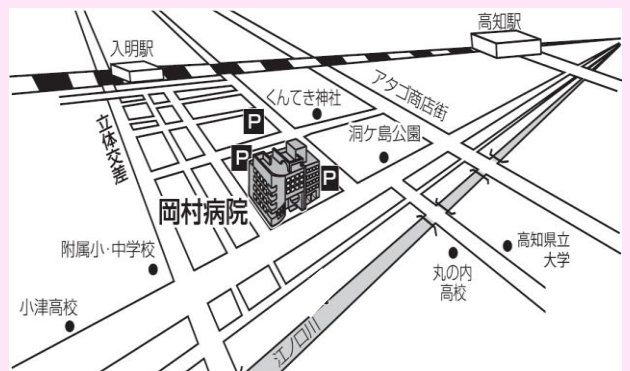 高知駅
入明駅
アタゴ商店街
くんてき神社
P
立体交差
洞ケ島公園
P
P
岡村病院
附属小・中学校
高知県立
大学
丸の内
高校
小津高校
江ノ口川